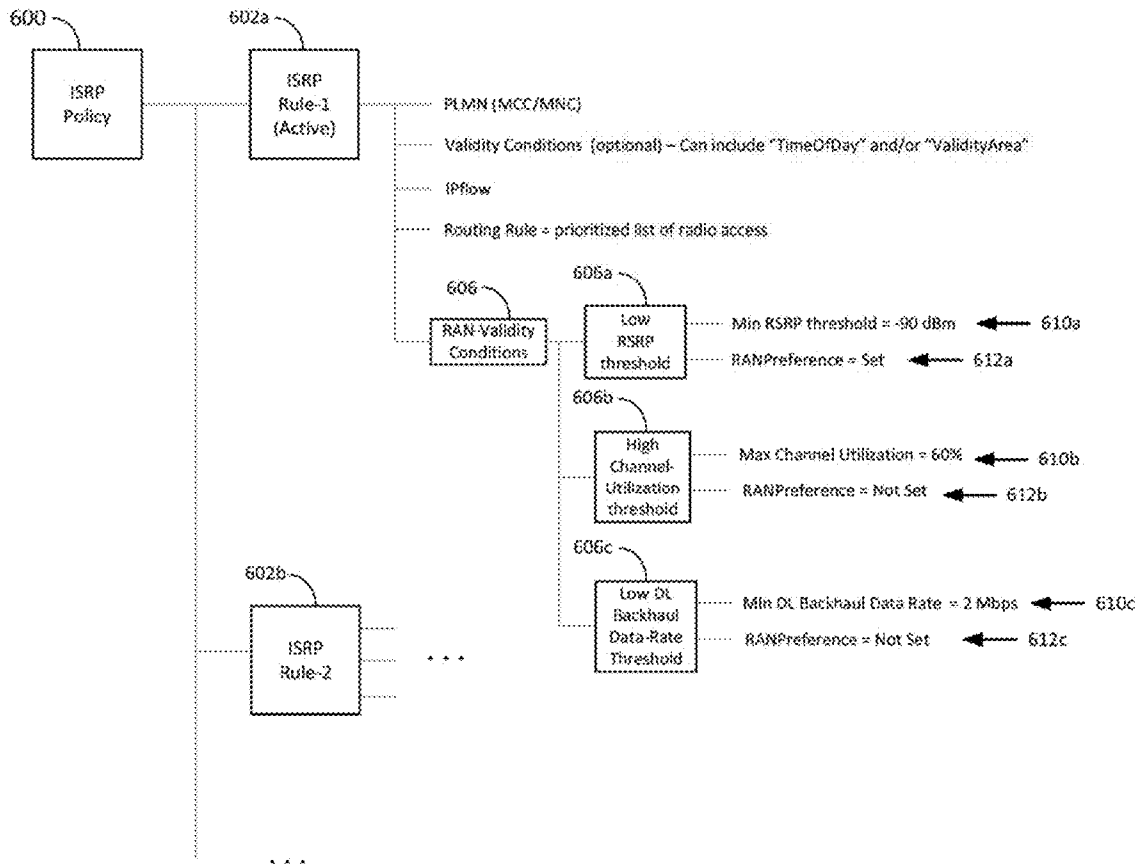 600
602a
ISRP
Policy
ISRP
Rule-1
(Active)
PLMN (MCC/MNC)
Validity Conditions (optional) – Can include "TimeOfDay" and/or "ValidityArea"
IPflow
Routing Rule = prioritized list of radio access
606
RAN-Validity
Conditions
606a
Low
RSRP
threshold
Min RSRP threshold = -90 dBm
610a
RANPreference = Set
612a
606b
High
Channel-
Utilization
threshold
Max Channel Utilization = 60%
610b
RANPreference = Not Set
612b
606c
Low DL
Backhaul
Data-Rate
Threshold
Min DL Backhaul Data Rate = 2 Mbps
610c
RANPreference = Not Set
612c
602b
ISRP
Rule-2
. . .
. . .